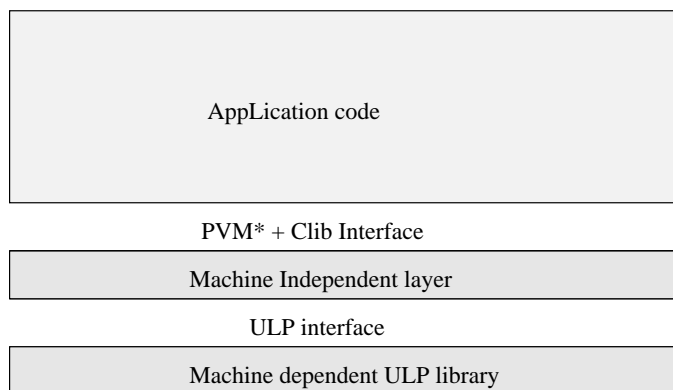 AppLication code
PVM* + Clib Interface
Machine Independent layer
ULP interface
Machine dependent ULP library